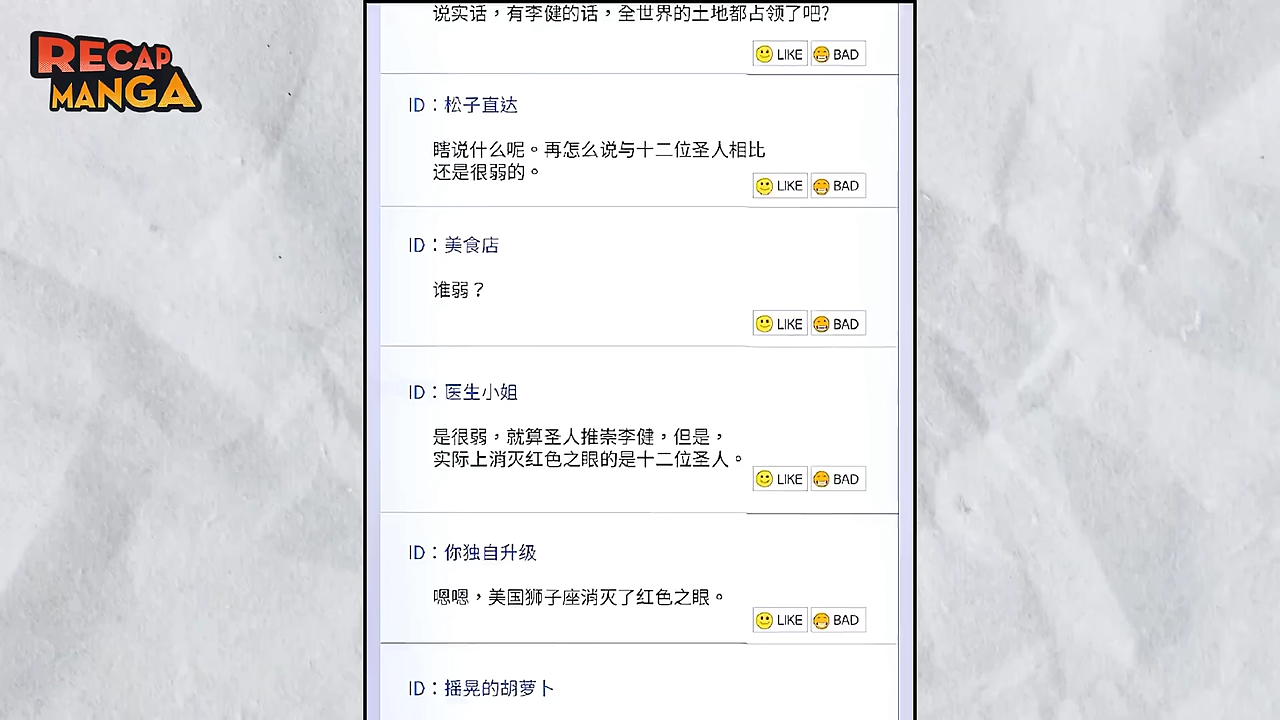 RECAP
MANGA
说实话，有李健的话，全世界的土地都占领了吧?
LIKE BAD
ID：松子直达
瞎说什么呢。再怎么说与十二位圣人相比
还是很弱的。
LIKE BAD
ID：美食店
谁弱？
LIKE BAD
ID：医生小姐
是很弱，就算圣人推崇李健，但是，
实际上消灭红色之眼的是十二位圣人。
LIKE BAD
ID：你独自升级
嗯嗯，美国狮子座消灭了红色之眼。
LIKE BAD
ID：摇晃的胡萝卜